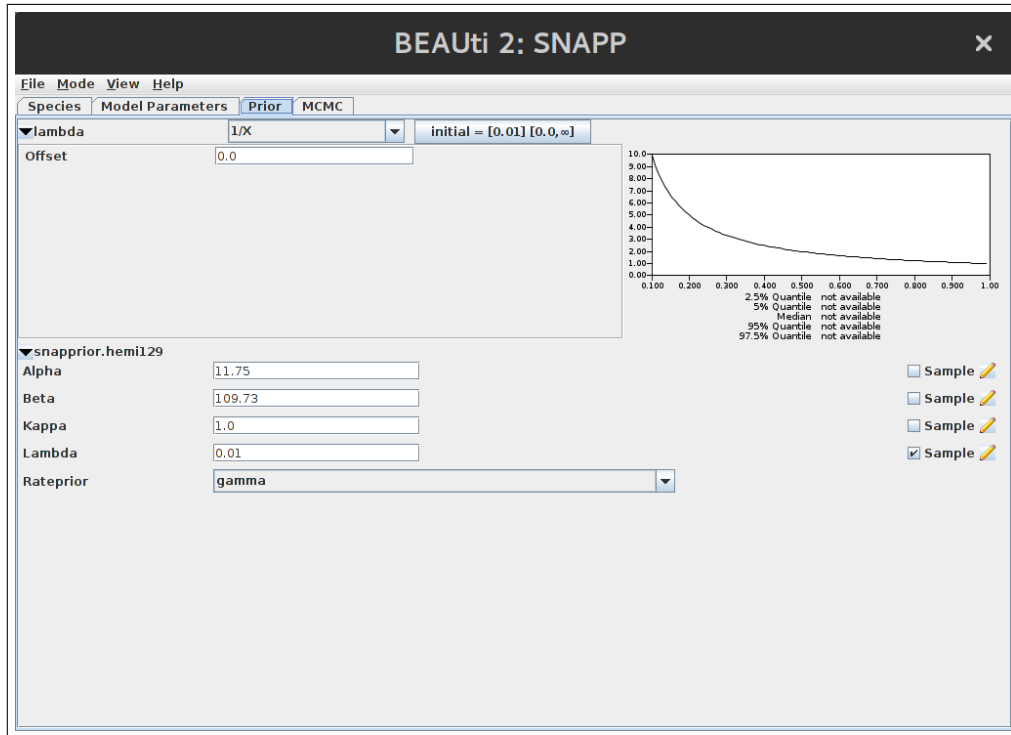 BEAUti 2: SNAPP ×
File Mode View Help
Species Model Parameters Prior MCMC
lambda 1/X initial = [0.01] [0.0,∞]
Offset 0.0
10.0
9.00
8.00
7.00
6.00
5.00
4.00
3.00
2.00
1.00
0.00
0.100 0.200 0.300 0.400 0.500 0.600 0.700 0.800 0.900 1.00
2.5% Quantile not available
5% Quantile not available
Median not available
95% Quantile not available
97.5% Quantile not available
snapprior.hemi129
Alpha 11.75 Sample
Beta 109.73 Sample
Kappa 1.0 Sample
Lambda 0.01 Sample
Rateprior gamma